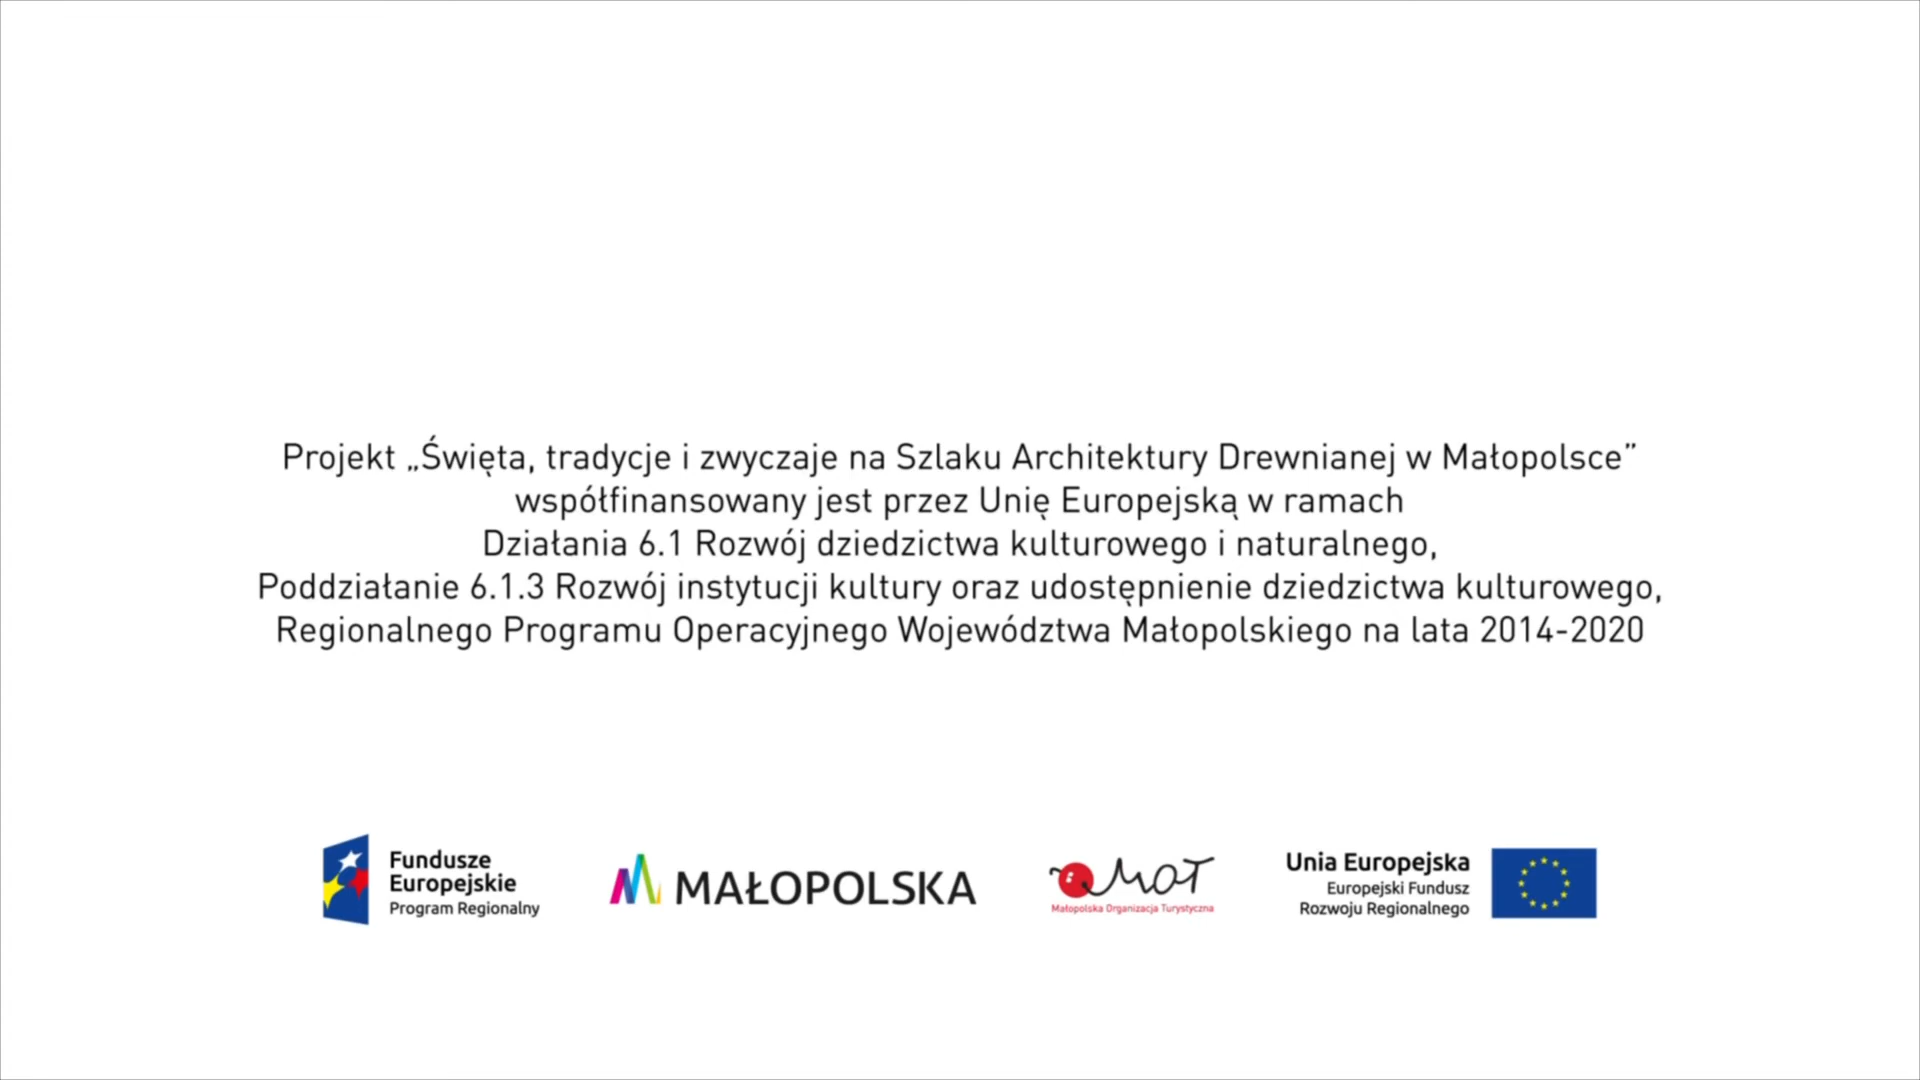 Projekt „Święta, tradycje i zwyczaje na Szlaku Architektury Drewnianej w Małopolsce”
współfinansowany jest przez Unię Europejską w ramach
Działania 6.1 Rozwój dziedzictwa kulturowego i naturalnego,
Poddziałanie 6.1.3 Rozwój instytucji kultury oraz udostępnienie dziedzictwa kulturowego,
Regionalnego Programu Operacyjnego Województwa Małopolskiego na lata 2014-2020
Fundusze
Europejskie
Program Regionalny
MAŁOPOLSKA
MOT
Małopolska Organizacja Turystyczna
Unia Europejska
Europejski Fundusz
Rozwoju Regionalnego